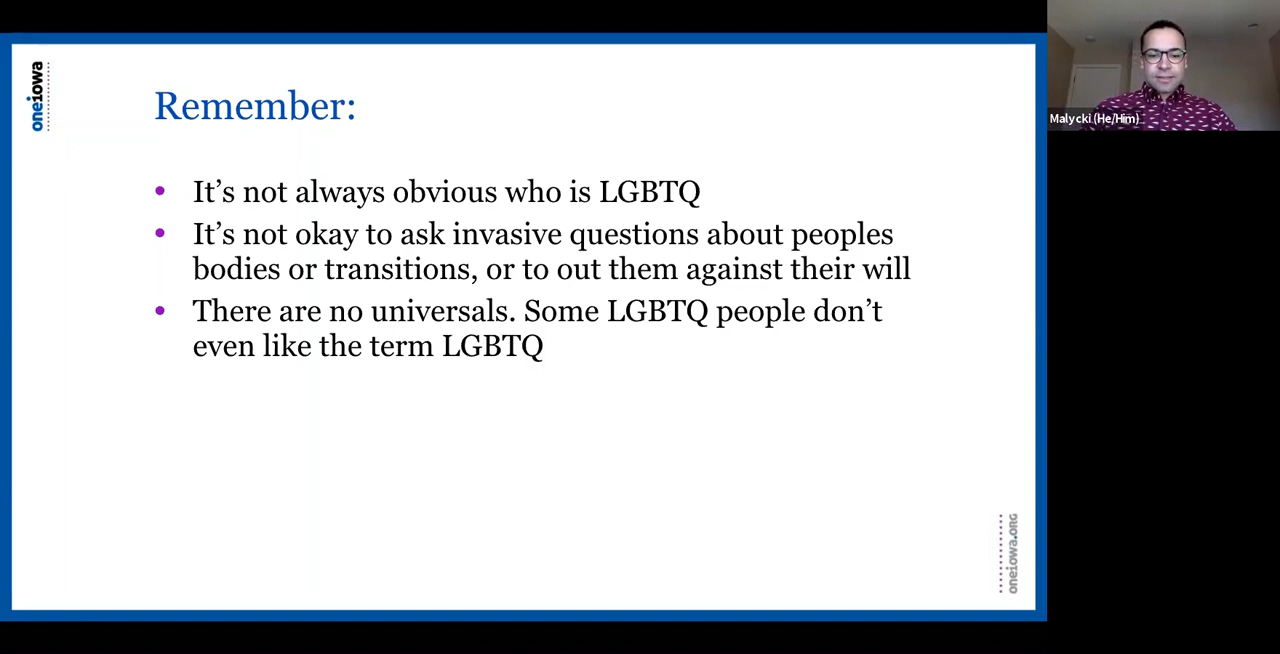 oneiowa
Remember:
• It’s not always obvious who is LGBTQ
• It’s not okay to ask invasive questions about peoples
bodies or transitions, or to out them against their will
• There are no universals. Some LGBTQ people don’t
even like the term LGBTQ
oneiowa.ORG
Malycki (He/Him)